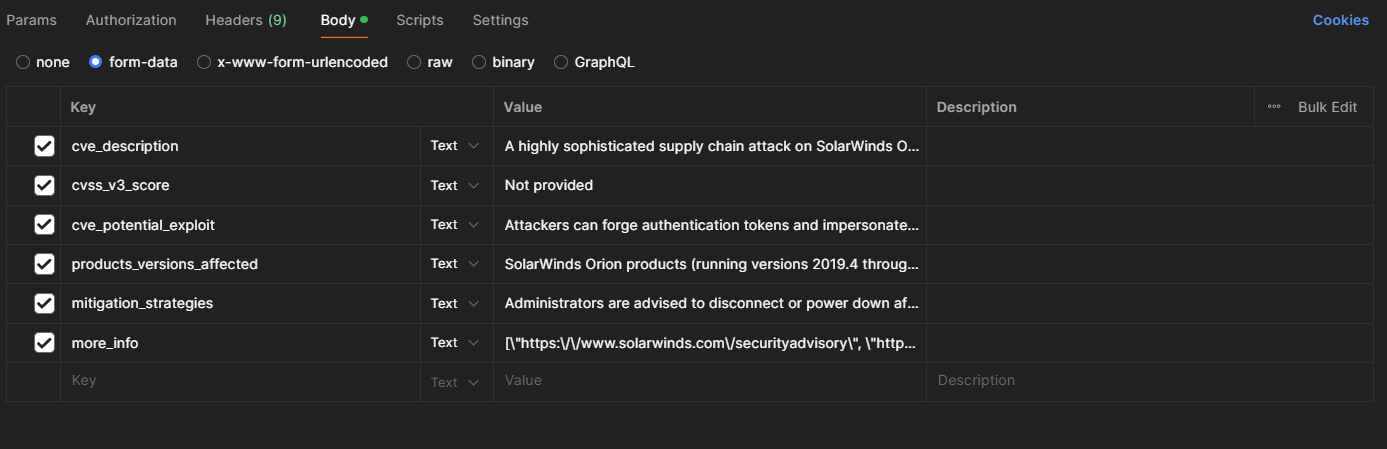 Params Authorization Headers (9) Body Scripts Settings Cookies
none form-data x-www-form-urlencoded raw binary GraphQL
Key Value Description Bulk Edit
cve_description Text A highly sophisticated supply chain attack on SolarWinds O...
cvss_v3_score Text Not provided
cve_potential_exploit Text Attackers can forge authentication tokens and impersonate...
products_versions_affected Text SolarWinds Orion products (running versions 2019.4 throug...
mitigation_strategies Text Administrators are advised to disconnect or power down af...
more_info Text [\"https:\/\/www.solarwinds.com\/securityadvisory\", \"http...
Key Text Value Description